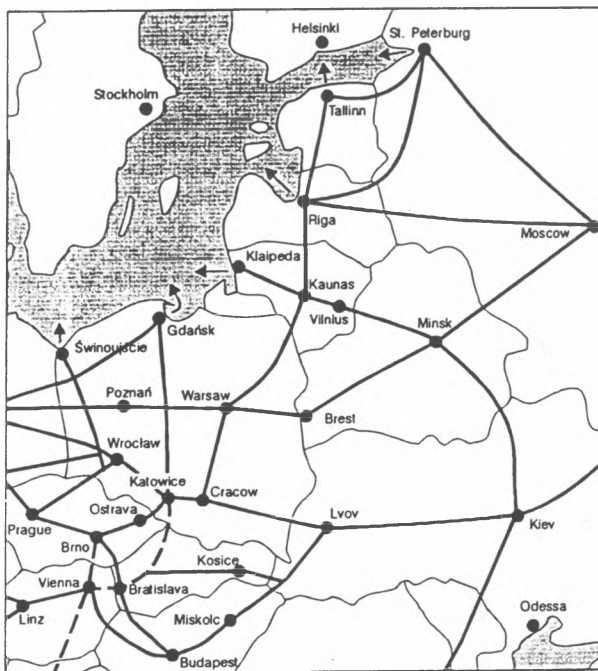 Helsinki
St. Peterburg
Stockholm
Tallinn
Riga
Moscow
Klaipeda
Kaunas
Vilnius
Minsk
Gdańsk
Świnoujście
Poznań
Warsaw
Brest
Wrocław
Katowice
Cracow
Ostrava
Lvov
Kiev
Prague
Brno
Kosice
Vienna
Bratislava
Linz
Miskolc
Odessa
Budapest